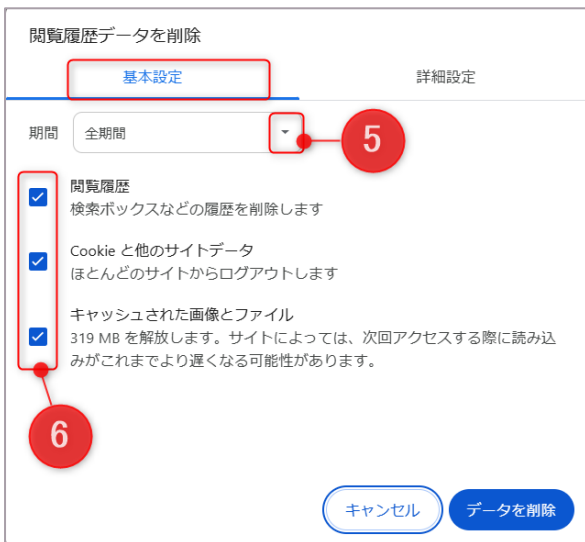 閲覧履歴データを削除
基本設定 詳細設定
期間 全期間 5
閲覧履歴
検索ボックスなどの履歴を削除します
Cookie と他のサイトデータ
ほとんどのサイトからログアウトします
キャッシュされた画像とファイル
319 MB を解放します。サイトによっては、次回アクセスする際に読み込
みがこれまでより遅くなる可能性があります。
6
キャンセル データを削除